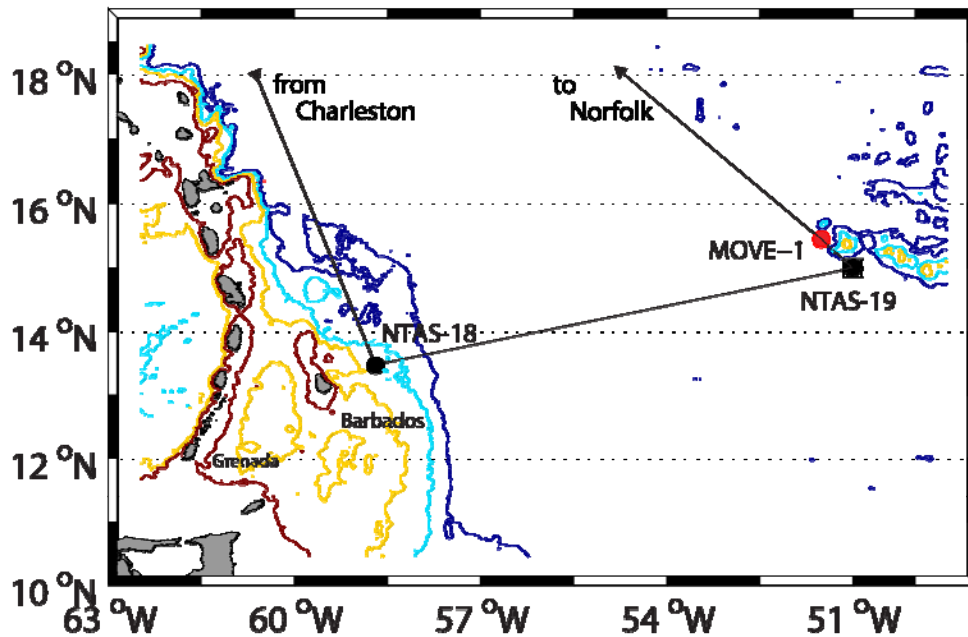 18 °N
from
Charleston
to
Norfolk
16 °N
MOVE-1
NTAS-19
14 °N
NTAS-18
Barbados
12 °N
Grenada
10 °N
63 °W
60 °W
57 °W
54 °W
51 °W